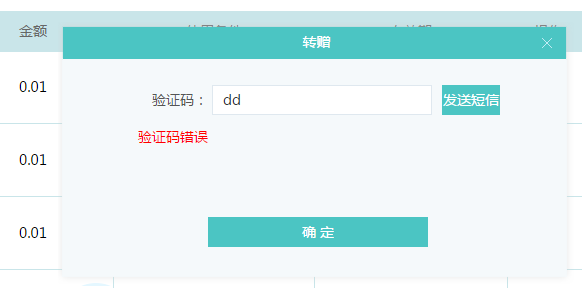 金额
转赠
0.01
验证码： dd 发送短信
验证码错误
0.01
0.01
确 定